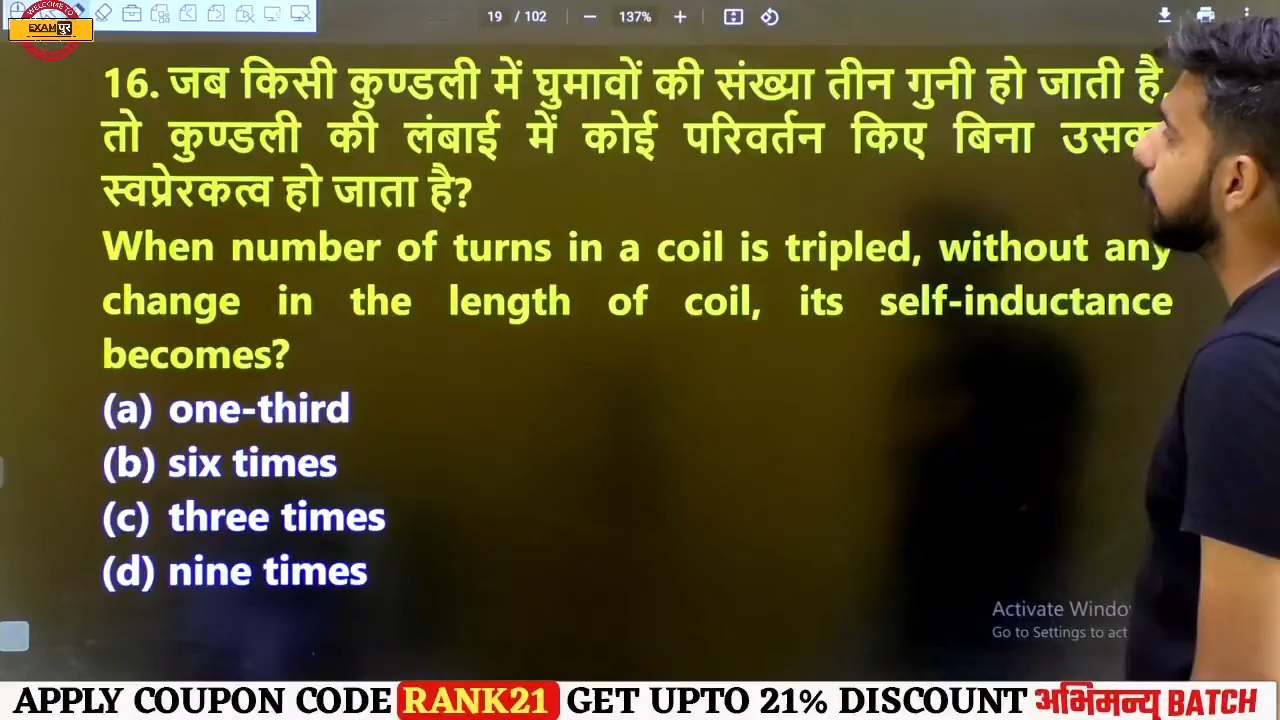 WELCOME TO
EXAMपुर
19 / 102
137%
16. जब किसी कुण्डली में घुमावों की संख्या तीन गुनी हो जाती है,
तो कुण्डली की लंबाई में कोई परिवर्तन किए बिना
स्वप्रेरकत्व हो जाता है?
When number of turns in a coil is tripled, without any
change in the length of coil, its self-inductance
becomes?
(a) one-third
(b) six times
(c) three times
(d) nine times
Activate Windo
Go to Settings to act
APPLY COUPON CODE RANK21 GET UPTO 21% DISCOUNT अभिमन्यु BATCH